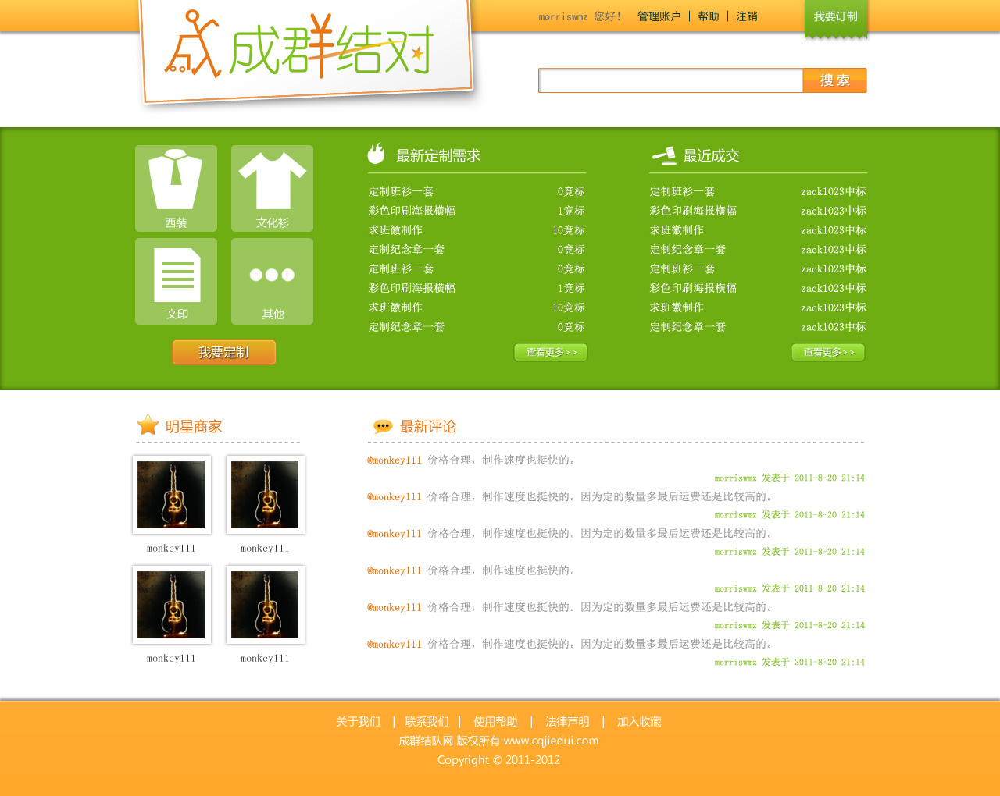 morriswmz 您好！ 管理账户 | 帮助 | 注销
我要订制
成群结对
搜 索
最新定制需求
定制班衫一套 0竞标
彩色印刷海报横幅 1竞标
求班徽制作 10竞标
定制纪念章一套 0竞标
定制班衫一套 0竞标
彩色印刷海报横幅 1竞标
求班徽制作 10竞标
定制纪念章一套 0竞标
查看更多>>
最近成交
定制班衫一套 zack1023中标
彩色印刷海报横幅 zack1023中标
求班徽制作 zack1023中标
定制纪念章一套 zack1023中标
定制班衫一套 zack1023中标
彩色印刷海报横幅 zack1023中标
求班徽制作 zack1023中标
定制纪念章一套 zack1023中标
查看更多>>
西装
文化衫
文印
其他
我要定制
明星商家
monkey111
monkey111
monkey111
monkey111
最新评论
@monkey111 价格合理，制作速度也挺快的。
morriswmz 发表于 2011-8-20 21:14
@monkey111 价格合理，制作速度也挺快的。因为定的数量多最后运费还是比较高的。
morriswmz 发表于 2011-8-20 21:14
@monkey111 价格合理，制作速度也挺快的。因为定的数量多最后运费还是比较高的。
morriswmz 发表于 2011-8-20 21:14
@monkey111 价格合理，制作速度也挺快的。
morriswmz 发表于 2011-8-20 21:14
@monkey111 价格合理，制作速度也挺快的。因为定的数量多最后运费还是比较高的。
morriswmz 发表于 2011-8-20 21:14
@monkey111 价格合理，制作速度也挺快的。因为定的数量多最后运费还是比较高的。
morriswmz 发表于 2011-8-20 21:14
关于我们 | 联系我们 | 使用帮助 | 法律声明 | 加入收藏
成群结队网 版权所有 www.cqjiedui.com
Copyright © 2011-2012